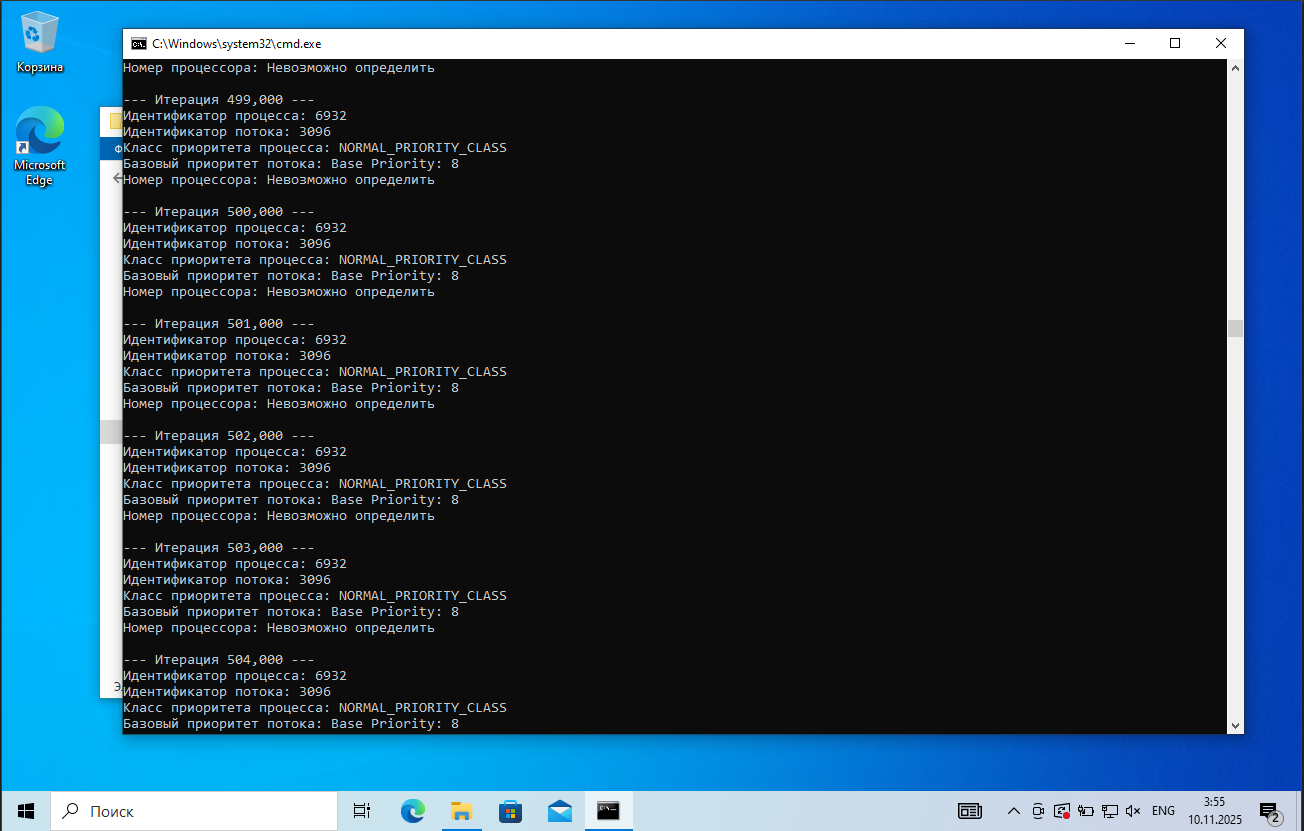 Корзина
Microsoft
Edge
C:\Windows\system32\cmd.exe
Номер процессора: Невозможно определить
--- Итерация 499,000 ---
Идентификатор процесса: 6932
Идентификатор потока: 3096
Класс приоритета процесса: NORMAL_PRIORITY_CLASS
Базовый приоритет потока: Base Priority: 8
Номер процессора: Невозможно определить
--- Итерация 500,000 ---
Идентификатор процесса: 6932
Идентификатор потока: 3096
Класс приоритета процесса: NORMAL_PRIORITY_CLASS
Базовый приоритет потока: Base Priority: 8
Номер процессора: Невозможно определить
--- Итерация 501,000 ---
Идентификатор процесса: 6932
Идентификатор потока: 3096
Класс приоритета процесса: NORMAL_PRIORITY_CLASS
Базовый приоритет потока: Base Priority: 8
Номер процессора: Невозможно определить
--- Итерация 502,000 ---
Идентификатор процесса: 6932
Идентификатор потока: 3096
Класс приоритета процесса: NORMAL_PRIORITY_CLASS
Базовый приоритет потока: Base Priority: 8
Номер процессора: Невозможно определить
--- Итерация 503,000 ---
Идентификатор процесса: 6932
Идентификатор потока: 3096
Класс приоритета процесса: NORMAL_PRIORITY_CLASS
Базовый приоритет потока: Base Priority: 8
Номер процессора: Невозможно определить
--- Итерация 504,000 ---
Идентификатор процесса: 6932
Идентификатор потока: 3096
Класс приоритета процесса: NORMAL_PRIORITY_CLASS
Базовый приоритет потока: Base Priority: 8
Поиск
ENG
3:55
10.11.2025
2